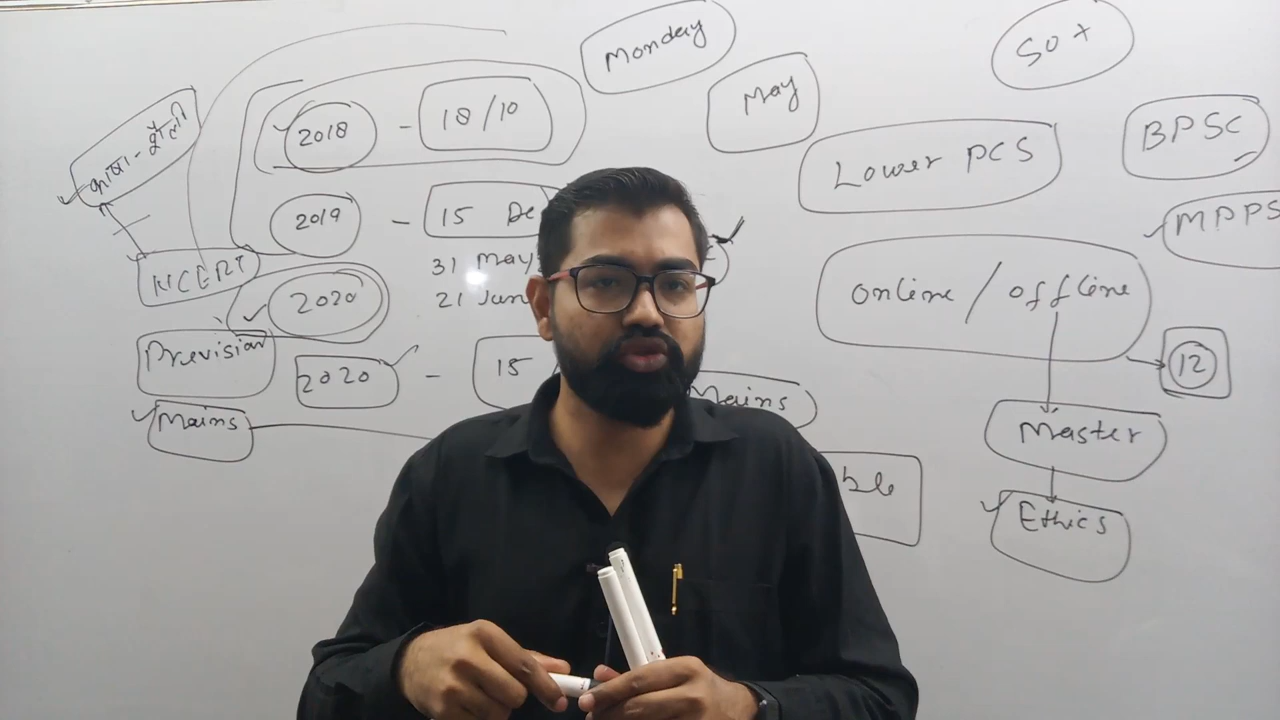 Monday
50+
May
भाषा-शैली
2018 - 18/10
BPSC
Lower PCS
2019 - 15 De
MPPS
31 May
21 Jun
NCERT
2020
Online / offline
Prevision
2020 - 15
12
Mains
Mains
Master
ble
Ethics